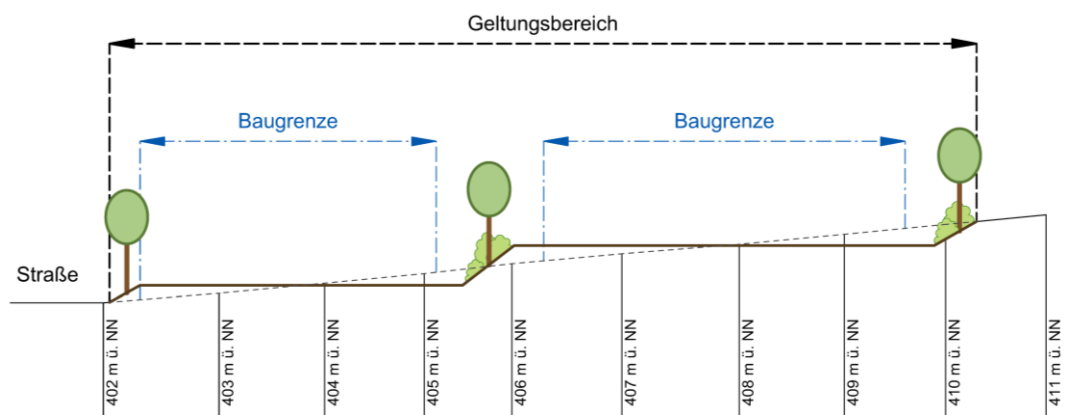 Geltungsbereich
Baugrenze
Baugrenze
Straße
402 m ü. NN
403 m ü. NN
404 m ü. NN
405 m ü. NN
406 m ü. NN
407 m ü. NN
408 m ü. NN
409 m ü. NN
410 m ü. NN
411 m ü. NN